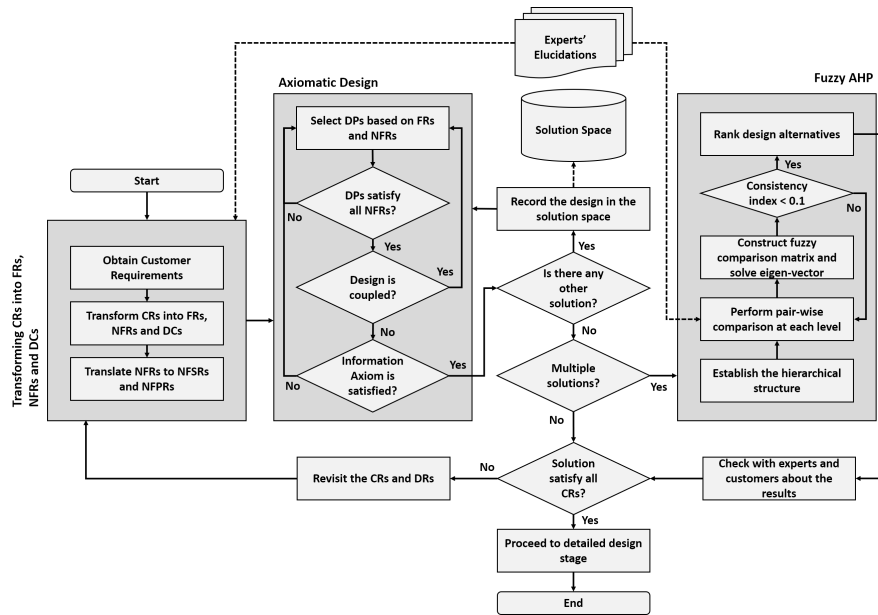 Experts'
Elucidations
Axiomatic Design
Fuzzy AHP
Select DPs based on FRs
and NFRs
Solution Space
Rank design alternatives
Yes
Start
DPs satisfy
all NFRs?
No
Record the design in the
solution space
Consistency
index < 0.1
No
Yes
Yes
Transforming CRs into FRs,
NFRs and DCs
Obtain Customer
Requirements
Design is
coupled?
Yes
Is there any
other
solution?
Construct fuzzy
comparison matrix and
solve eigen-vector
Transform CRs into FRs,
NFRs and DCs
No
No
Perform pair-wise
comparison at each level
Translate NFRs to NFSRs
and NFPRs
Information
Axiom is
satisfied?
No
Yes
Multiple
solutions?
Yes
Establish the hierarchical
structure
No
Revisit the CRs and DRs
No
Solution
satisfy all
CRs?
Check with experts and
customers about the
results
Yes
Proceed to detailed design
stage
End